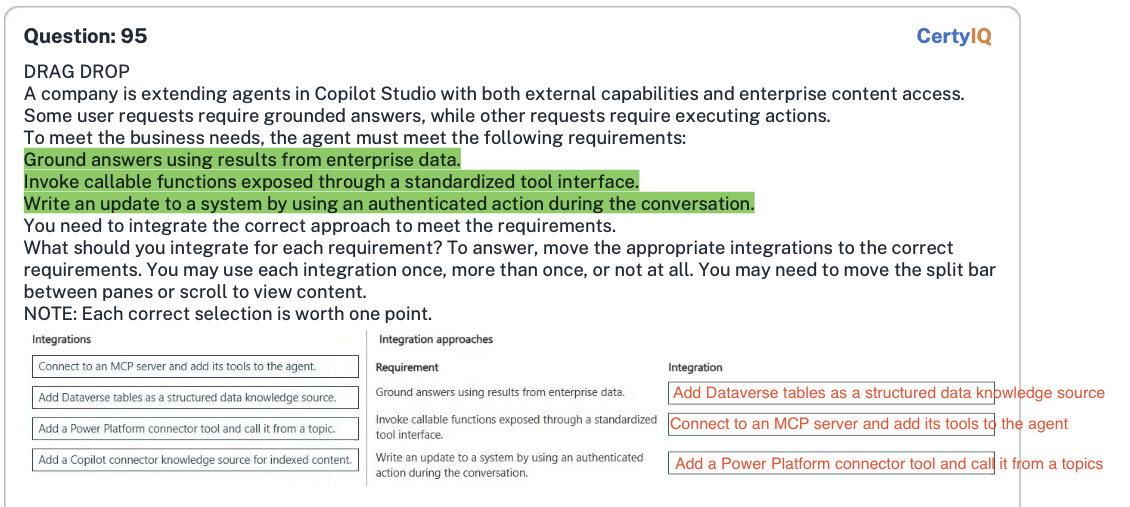 Question: 95
CertyIQ
DRAG DROP
A company is extending agents in Copilot Studio with both external capabilities and enterprise content access.
Some user requests require grounded answers, while other requests require executing actions.
To meet the business needs, the agent must meet the following requirements:
Ground answers using results from enterprise data.
Invoke callable functions exposed through a standardized tool interface.
Write an update to a system by using an authenticated action during the conversation.
You need to integrate the correct approach to meet the requirements.
What should you integrate for each requirement? To answer, move the appropriate integrations to the correct
requirements. You may use each integration once, more than once, or not at all. You may need to move the split bar
between panes or scroll to view content.
NOTE: Each correct selection is worth one point.
Integrations
Connect to an MCP server and add its tools to the agent.
Add Dataverse tables as a structured data knowledge source.
Add a Power Platform connector tool and call it from a topic.
Add a Copilot connector knowledge source for indexed content.
Integration approaches
Requirement
Integration
Ground answers using results from enterprise data.
Add Dataverse tables as a structured data knowledge source
Invoke callable functions exposed through a standardized
tool interface.
Connect to an MCP server and add its tools to the agent
Write an update to a system by using an authenticated
action during the conversation.
Add a Power Platform connector tool and call it from a topics